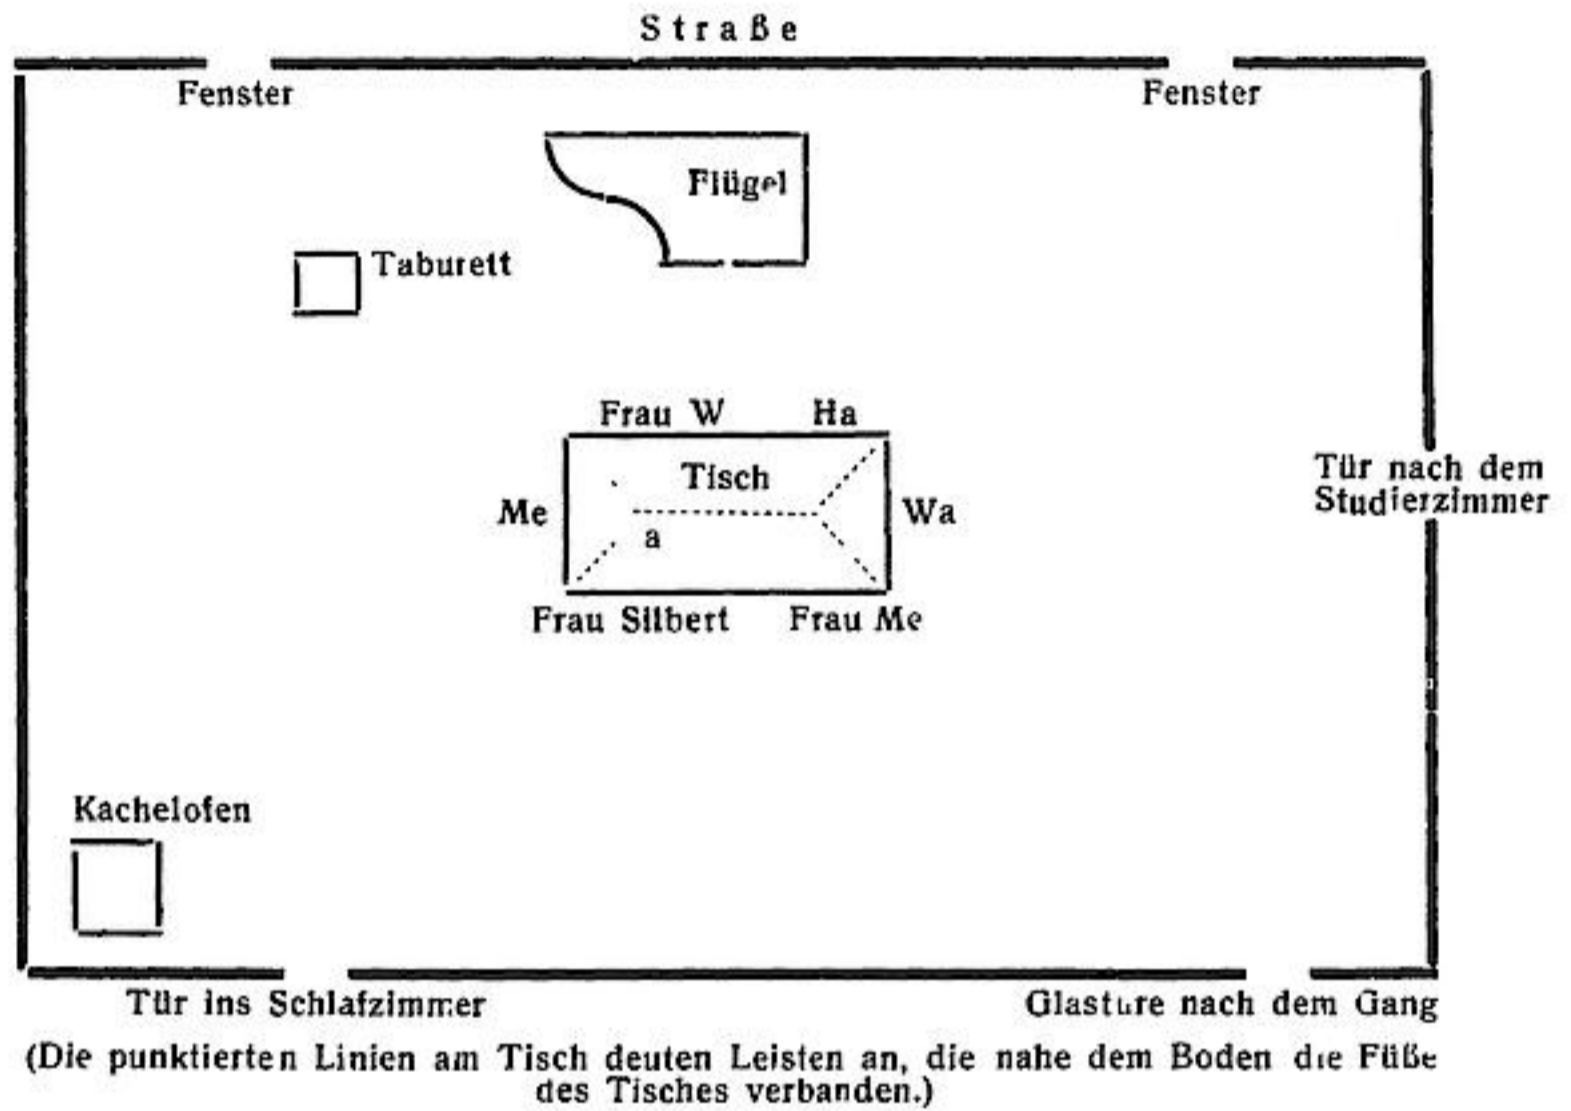 Straße
Fenster
Fenster
Flügel
Taburett
Frau W
Ha
Tisch
Me
Wa
a
Frau Silbert
Frau Me
Tür nach dem
Studierzimmer
Kachelofen
Tür ins Schlafzimmer
Glasture nach dem Gang
(Die punktierten Linien am Tisch deuten Leisten an, die nahe dem Boden die Füße
des Tisches verbanden.)